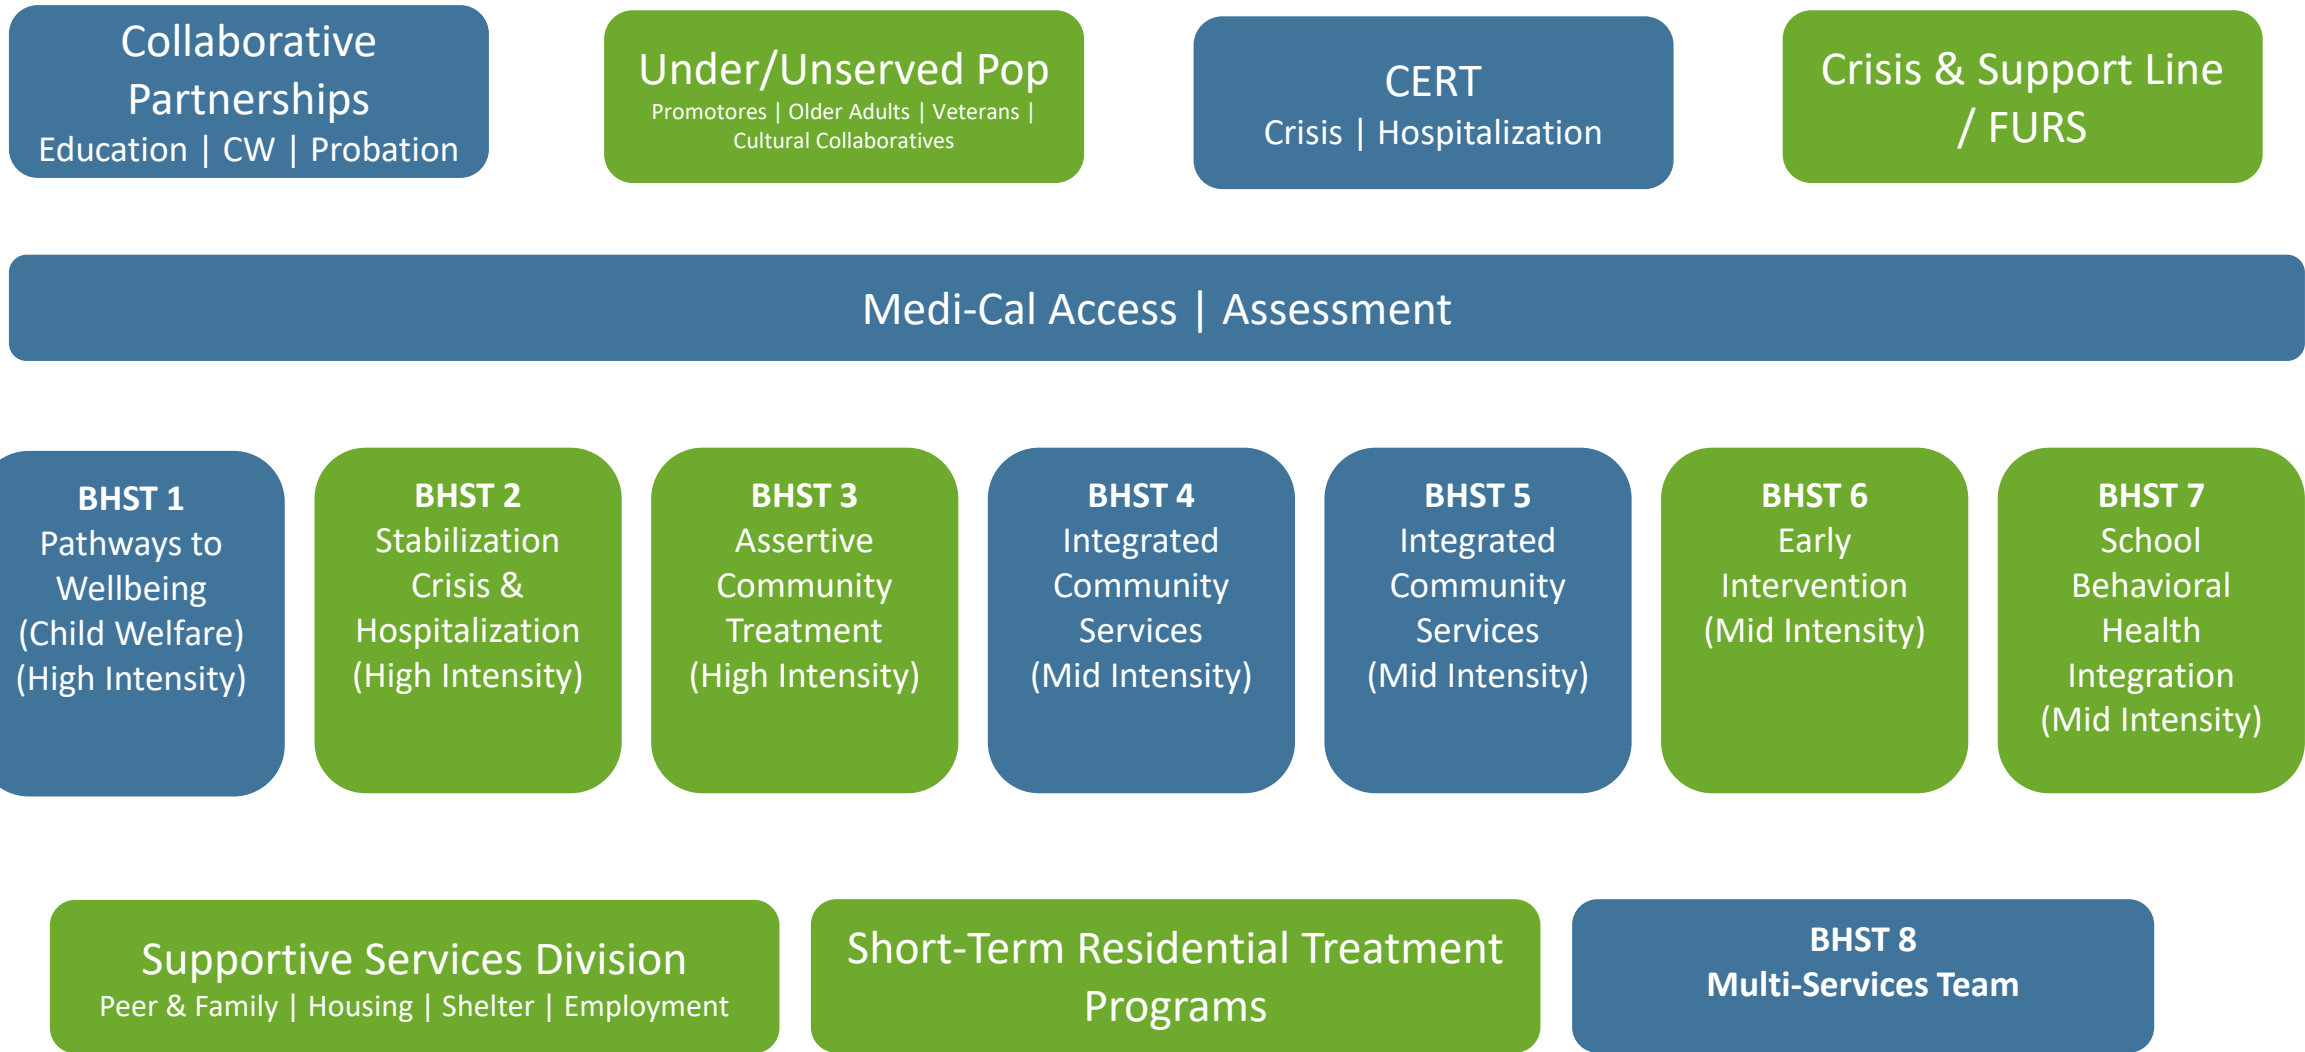 Collaborative
Partnerships
Education | CW | Probation
Under/Unserved Pop
Promotores | Older Adults | Veterans |
Cultural Collaboratives
CERT
Crisis | Hospitalization
Crisis & Support Line
/ FURS
Medi-Cal Access | Assessment
BHST 1
Pathways to
Wellbeing
(Child Welfare)
(High Intensity)
BHST 2
Stabilization
Crisis &
Hospitalization
(High Intensity)
BHST 3
Assertive
Community
Treatment
(High Intensity)
BHST 4
Integrated
Community
Services
(Mid Intensity)
BHST 5
Integrated
Community
Services
(Mid Intensity)
BHST 6
Early
Intervention
(Mid Intensity)
BHST 7
School
Behavioral
Health
Integration
(Mid Intensity)
Supportive Services Division
Peer & Family | Housing | Shelter | Employment
Short-Term Residential Treatment
Programs
BHST 8
Multi-Services Team